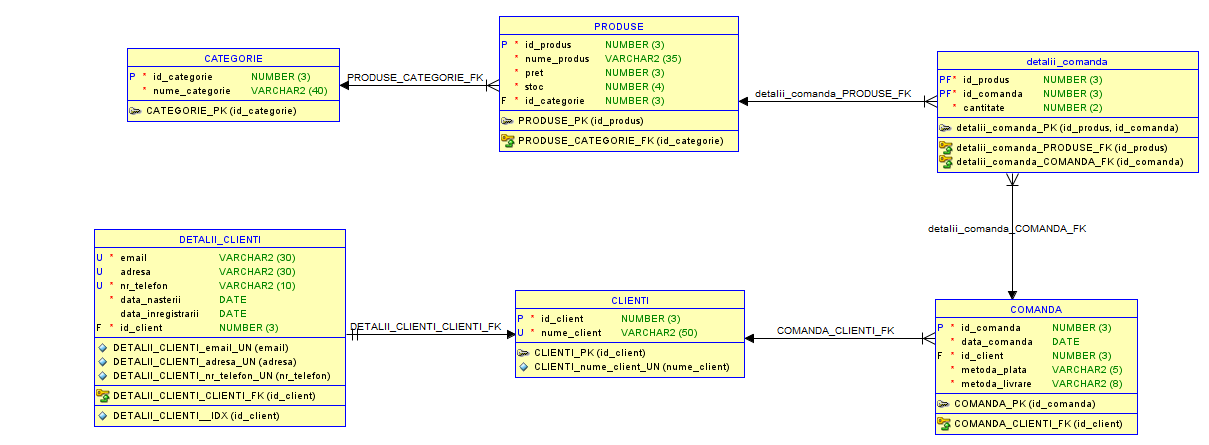 PRODUSE
P * id_produs NUMBER (3)
* nume_produs VARCHAR2 (35)
* pret NUMBER (3)
* stoc NUMBER (4)
F * id_categorie NUMBER (3)
PRODUSE_PK (id_produs)
PRODUSE_CATEGORIE_FK (id_categorie)
CATEGORIE
P * id_categorie NUMBER (3)
* nume_categorie VARCHAR2 (40)
CATEGORIE_PK (id_categorie)
PRODUSE_CATEGORIE_FK
detalii_comanda
PF* id_produs NUMBER (3)
PF* id_comanda NUMBER (3)
* cantitate NUMBER (2)
detalii_comanda_PK (id_produs, id_comanda)
detalii_comanda_PRODUSE_FK (id_produs)
detalii_comanda_COMANDA_FK (id_comanda)
detalii_comanda_PRODUSE_FK
detalii_comanda_COMANDA_FK
DETALII_CLIENTI
U * email VARCHAR2 (30)
U adresa VARCHAR2 (30)
U * nr_telefon VARCHAR2 (10)
* data_nasterii DATE
data_inregistrarii DATE
F * id_client NUMBER (3)
DETALII_CLIENTI_email_UN (email)
DETALII_CLIENTI_adresa_UN (adresa)
DETALII_CLIENTI_nr_telefon_UN (nr_telefon)
DETALII_CLIENTI_CLIENTI_FK (id_client)
DETALII_CLIENTI__IDX (id_client)
DETALII_CLIENTI_CLIENTI_FK
CLIENTI
P * id_client NUMBER (3)
U * nume_client VARCHAR2 (50)
CLIENTI_PK (id_client)
CLIENTI_nume_client_UN (nume_client)
COMANDA_CLIENTI_FK
COMANDA
P * id_comanda NUMBER (3)
* data_comanda DATE
F * id_client NUMBER (3)
* metoda_plata VARCHAR2 (5)
* metoda_livrare VARCHAR2 (8)
COMANDA_PK (id_comanda)
COMANDA_CLIENTI_FK (id_client)